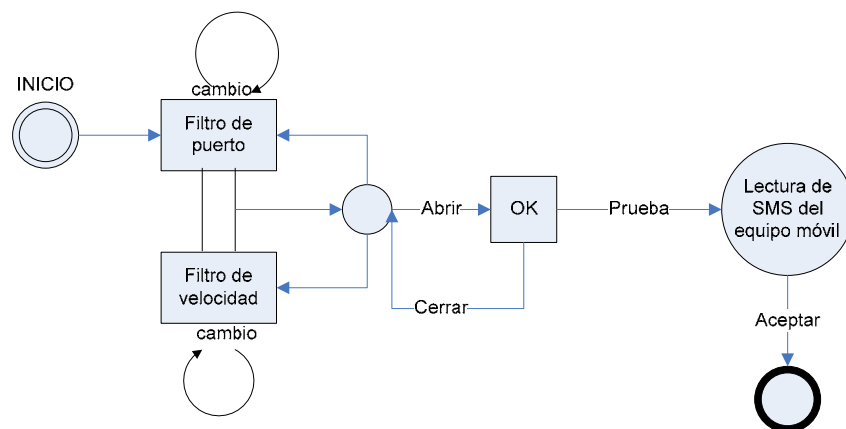 INICIO
cambio
Filtro de
puerto
Abrir
OK
Prueba
Lectura de
SMS del
equipo móvil
Filtro de
velocidad
Cerrar
cambio
Aceptar